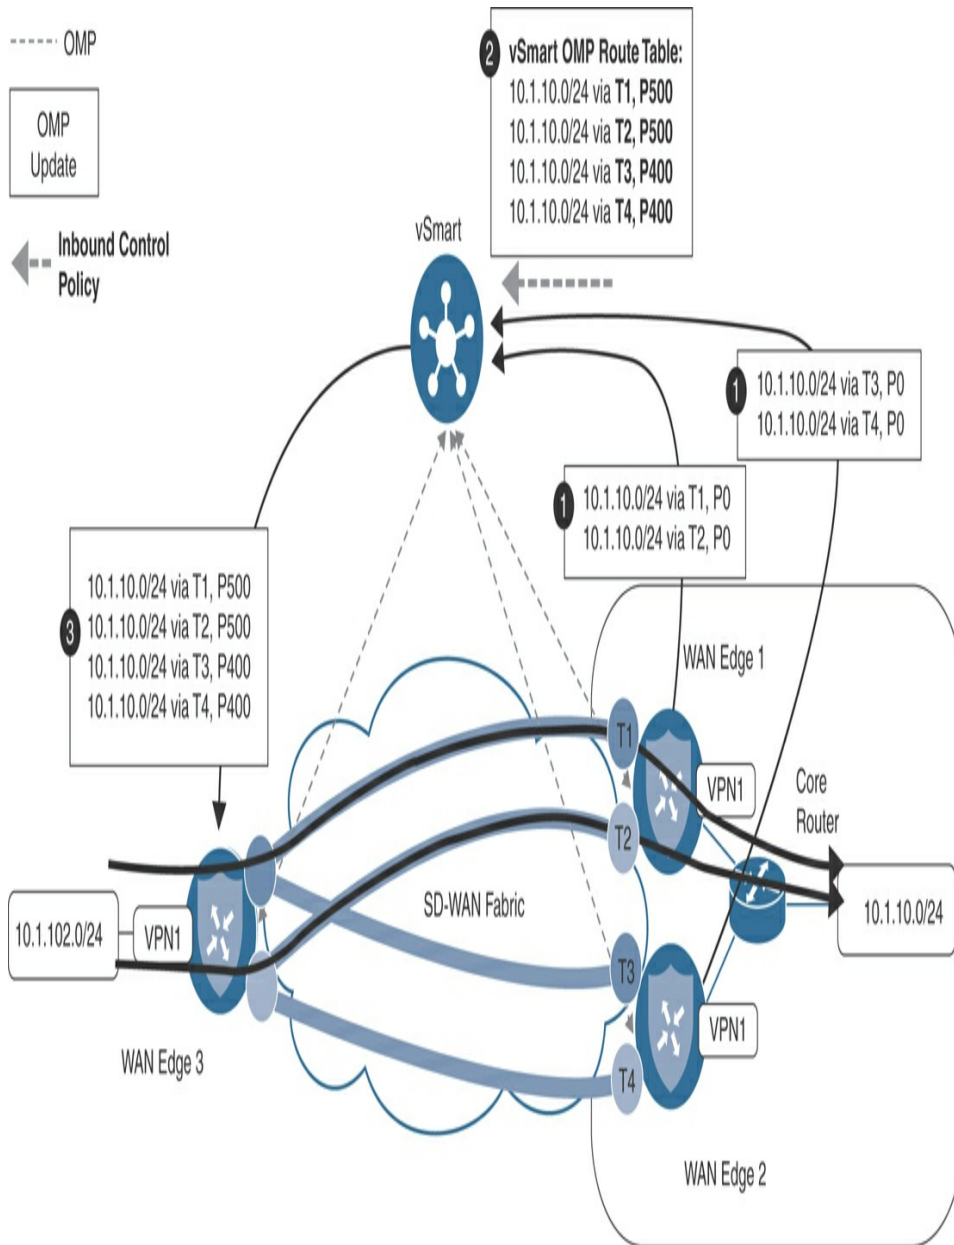 OMP
OMP
Update
Inbound Control
Policy
2
vSmart OMP Route Table:
10.1.10.0/24 via T1, P500
10.1.10.0/24 via T2, P500
10.1.10.0/24 via T3, P400
10.1.10.0/24 via T4, P400
vSmart
1
10.1.10.0/24 via T3, P0
10.1.10.0/24 via T4, P0
1
10.1.10.0/24 via T1, P0
10.1.10.0/24 via T2, P0
3
10.1.10.0/24 via T1, P500
10.1.10.0/24 via T2, P500
10.1.10.0/24 via T3, P400
10.1.10.0/24 via T4, P400
WAN Edge 1
T1
VPN1
T2
Core
Router
10.1.10.0/24
SD-WAN Fabric
10.1.102.0/24
VPN1
WAN Edge 3
T3
VPN1
T4
WAN Edge 2